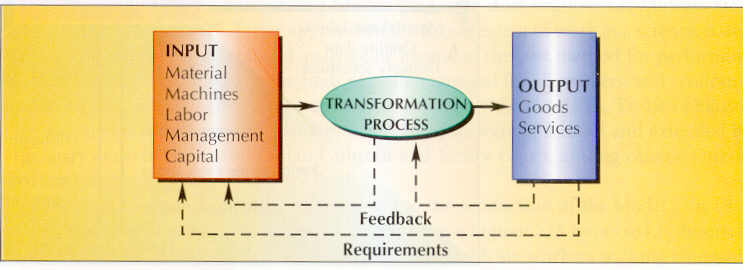 INPUT
Material
Machines
Labor
Management
Capital
TRANSFORMATION
PROCESS
OUTPUT
Goods
Services
Feedback
Requirements